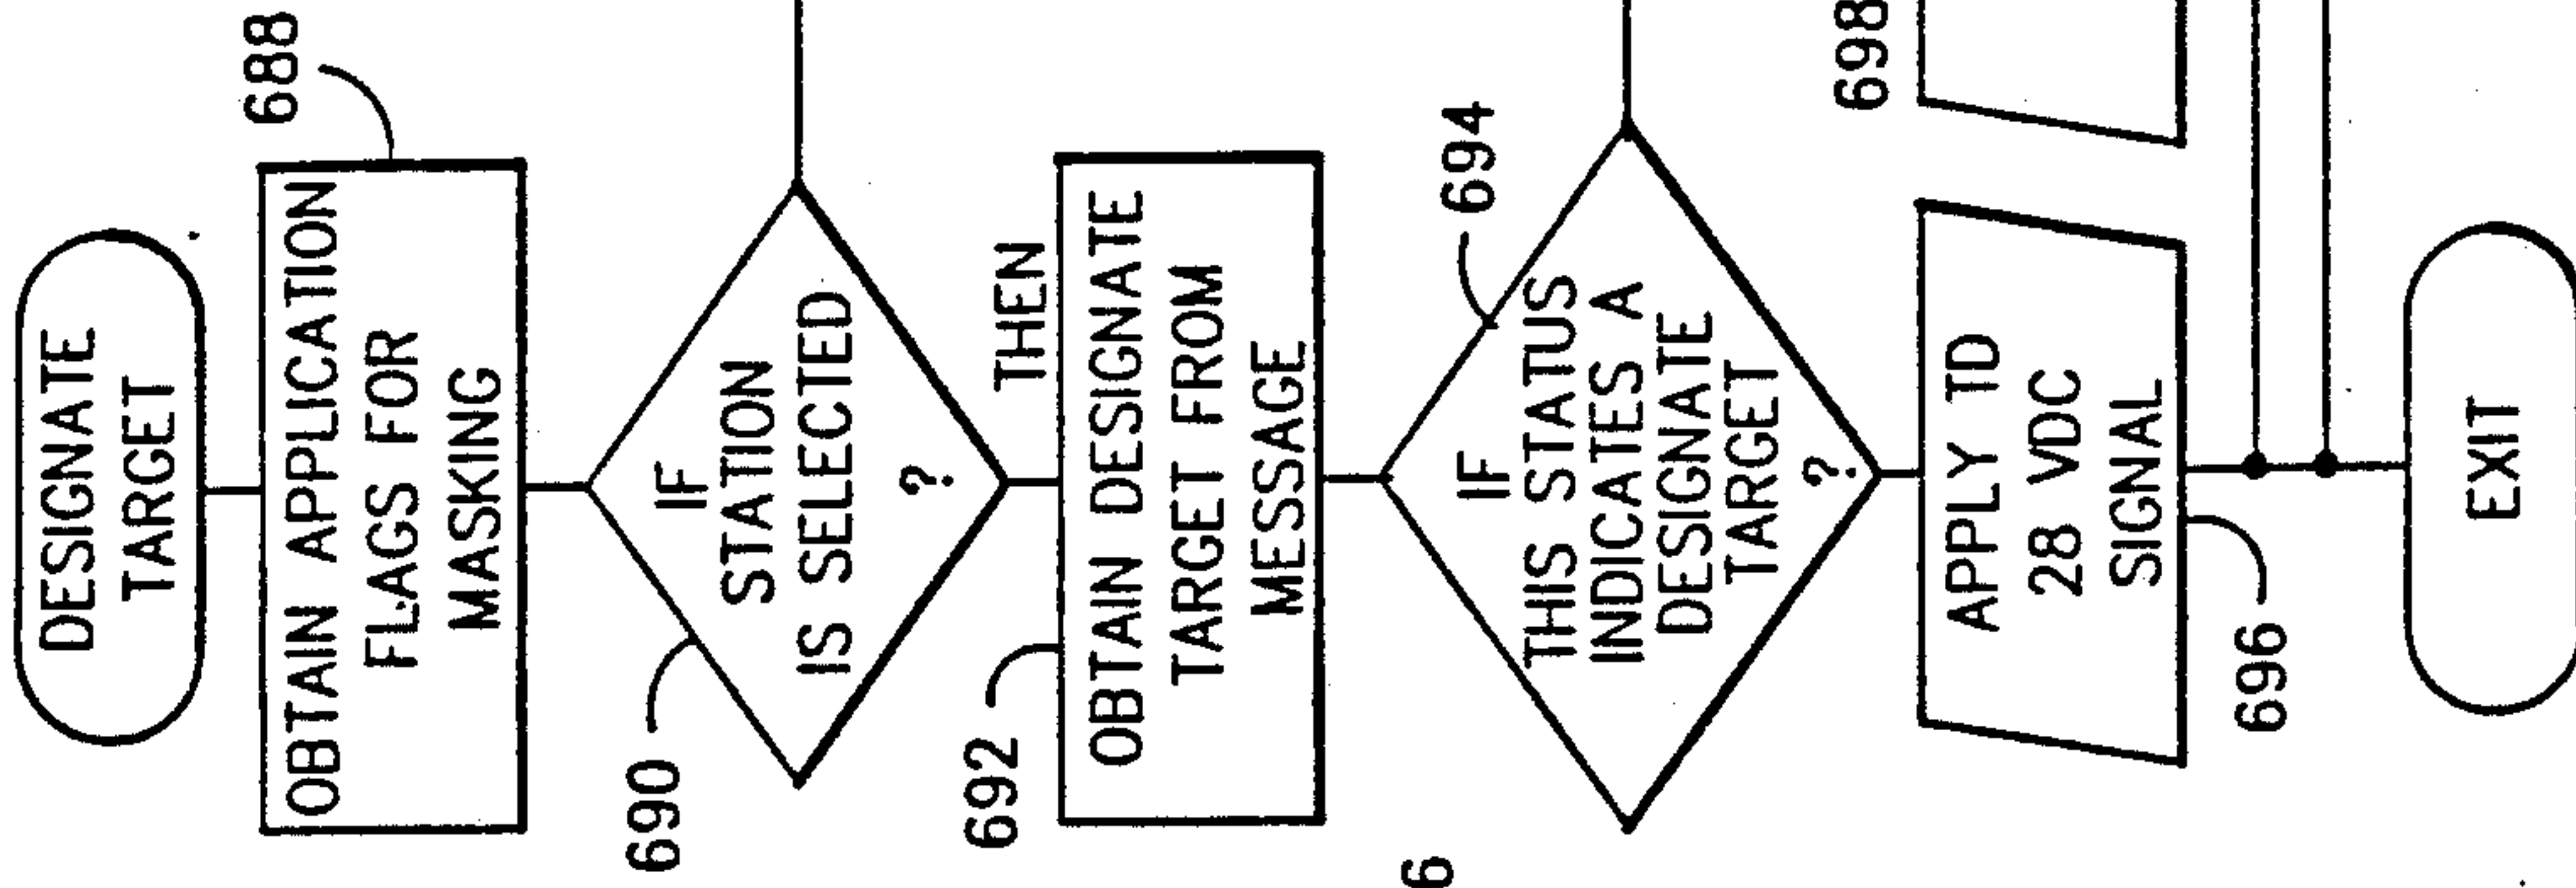 DESIGNATE
TARGET
688
OBTAIN APPLICATION
FLAGS FOR
MASKING
690
IF
STATION
IS SELECTED
?
THEN
692
OBTAIN DESIGNATE
TARGET FROM
MESSAGE
694
IF
THIS STATUS
INDICATES A
DESIGNATE
TARGET
?
6
698
APPLY TD
28 VDC
SIGNAL
696
EXIT